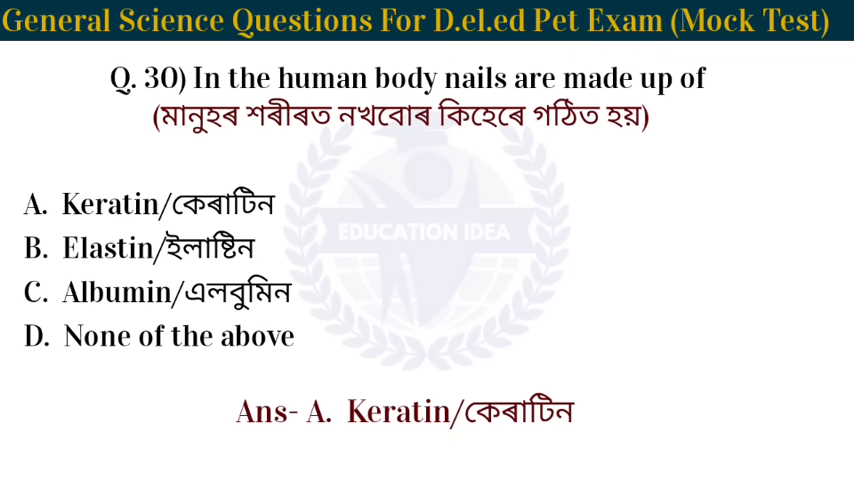 General Science Questions For D.el.ed Pet Exam (Mock Test)
Q. 30) In the human body nails are made up of
(মানুহৰ শৰীৰত নখবোৰ কিহেৰে গঠিত হয়)
EDUCATION IDEA
A. Keratin/কেৰাটিন
B. Elastin/ইলাষ্টিন
C. Albumin/এলবুমিন
D. None of the above
Ans- A. Keratin/কেৰাটিন